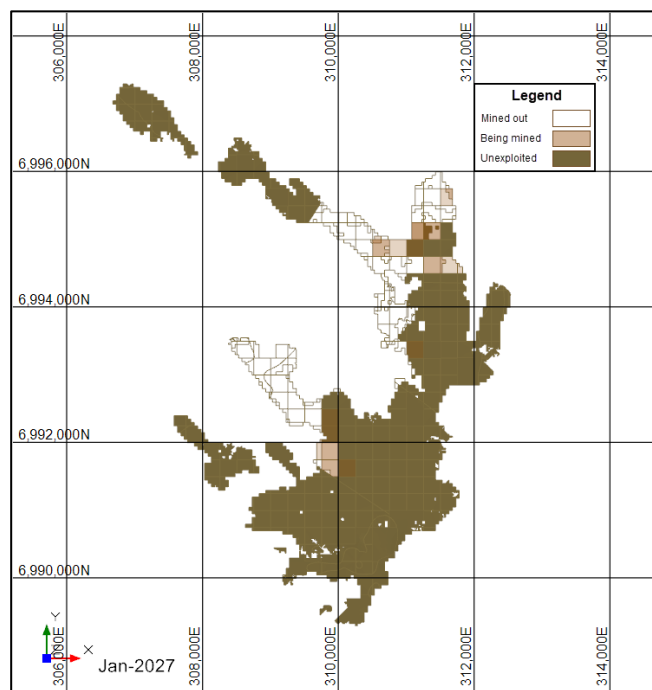 306,000E
308,000E
310,000E
312,000E
314,000E
Legend
Mined out
Being mined
Unexploited
6,996,000N
6,994,000N
6,992,000N
6,990,000N
Y
X
Jan-2027
306,000E
308,000E
310,000E
312,000E
314,000E